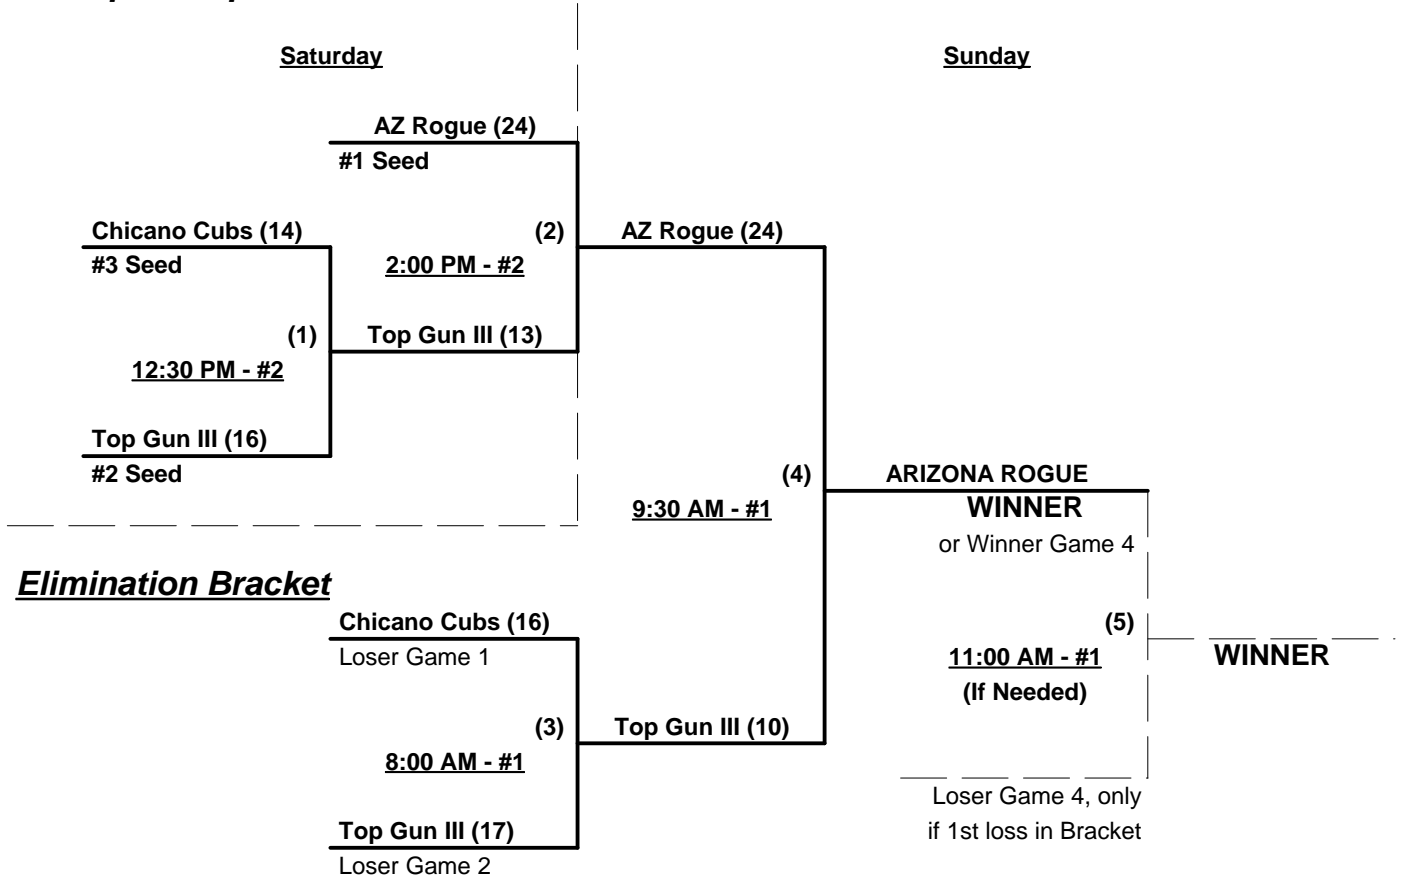 Saturday
Sunday
AZ Rogue (24)
#1 Seed
Chicano Cubs (14)
(2)
AZ Rogue (24)
#3 Seed
2:00 PM - #2
(1)
Top Gun III (13)
12:30 PM - #2
Top Gun III (16)
#2 Seed
(4)
ARIZONA ROGUE
9:30 AM - #1
WINNER
or Winner Game 4
Elimination Bracket
Chicano Cubs (16)
(5)
Loser Game 1
11:00 AM - #1
WINNER
(If Needed)
(3)
Top Gun III (10)
8:00 AM - #1
Loser Game 4, only
if 1st loss in Bracket
Top Gun III (17)
Loser Game 2